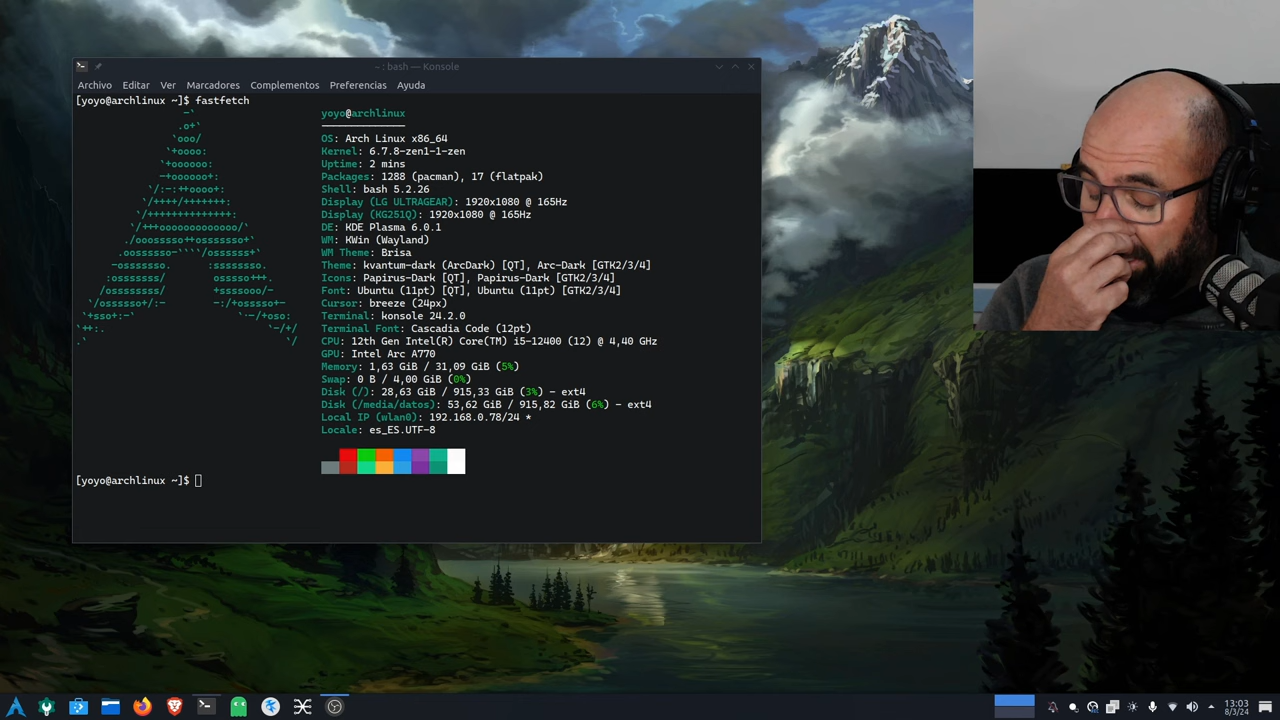 ~ : bash — Konsole
Archivo Editar Ver Marcadores Complementos Preferencias Ayuda
[yoyo@archlinux ~]$ fastfetch
yoyo@archlinux
OS: Arch Linux x86_64
Kernel: 6.7.8-zen1-1-zen
Uptime: 2 mins
Packages: 1288 (pacman), 17 (flatpak)
Shell: bash 5.2.26
Display (LG ULTRAGEAR): 1920x1080 @ 165Hz
Display (KG251Q): 1920x1080 @ 165Hz
DE: KDE Plasma 6.0.1
WM: KWin (Wayland)
WM Theme: Brisa
Theme: kvantum-dark (ArcDark) [QT], Arc-Dark [GTK2/3/4]
Icons: Papirus-Dark [QT], Papirus-Dark [GTK2/3/4]
Font: Ubuntu (11pt) [QT], Ubuntu (11pt) [GTK2/3/4]
Cursor: breeze (24px)
Terminal: konsole 24.2.0
Terminal Font: Cascadia Code (12pt)
CPU: 12th Gen Intel(R) Core(TM) i5-12400 (12) @ 4,40 GHz
GPU: Intel Arc A770
Memory: 1,63 GiB / 31,09 GiB (5%)
Swap: 0 B / 4,00 GiB (0%)
Disk (/): 28,63 GiB / 915,33 GiB (3%) - ext4
Disk (/media/datos): 53,62 GiB / 915,82 GiB (6%) - ext4
Local IP (wlan0): 192.168.0.78/24 *
Locale: es_ES.UTF-8
[yoyo@archlinux ~]$
13:03
8/3/24